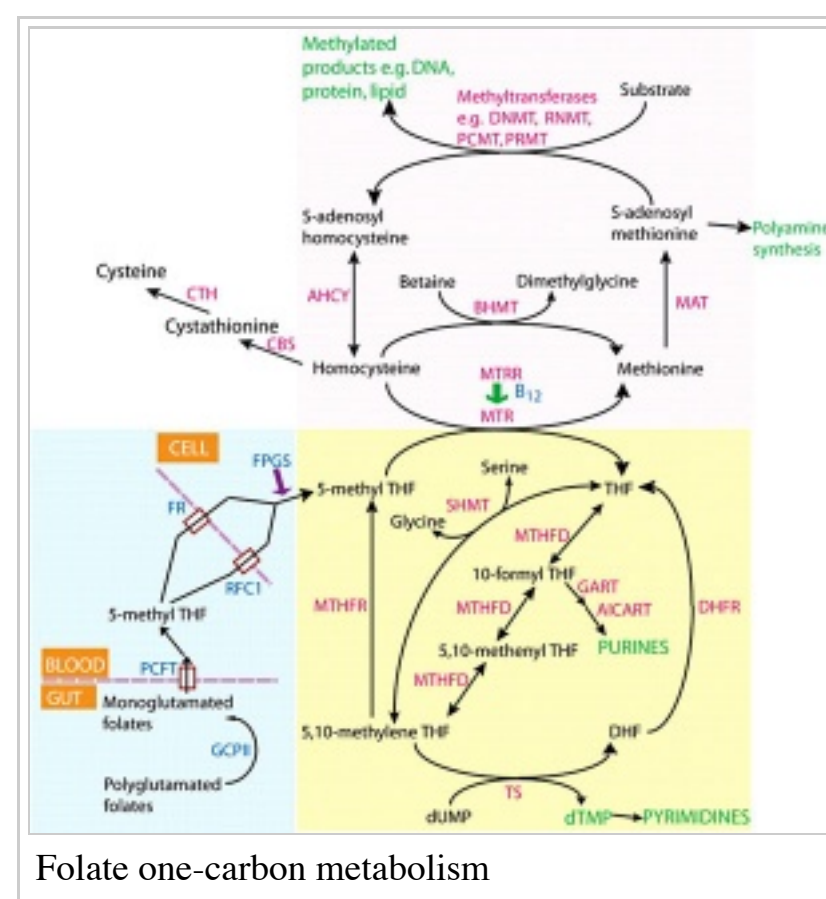 Methylated
products e.g. DNA,
protein, lipid
Methyltransferases
e.g. DNMT, RNMT,
PCMT, PRMT
Substrate
S-adenosyl
homocysteine
S-adenosyl
methionine
Polyamine
synthesis
Cysteine
CTH
Cystathionine
CBS
AHCY
Betaine
Dimethylglycine
BHMT
MAT
Homocysteine
Methionine
MTRR
B12
MTR
CELL
FPGS
FR
RFC1
5-methyl THF
BLOOD
GUT
PCFT
Monoglutamated
folates
GCPII
Polyglutamated
folates
5-methyl THF
Serine
SHMT
Glycine
THF
MTHFD
10-formyl THF
GART
AICART
PURINES
MTHFR
MTHFD
5,10-methenyl THF
MTHFD
DHFR
5,10-methylene THF
DHF
TS
dUMP
dTMP
PYRIMIDINES
Folate one-carbon metabolism